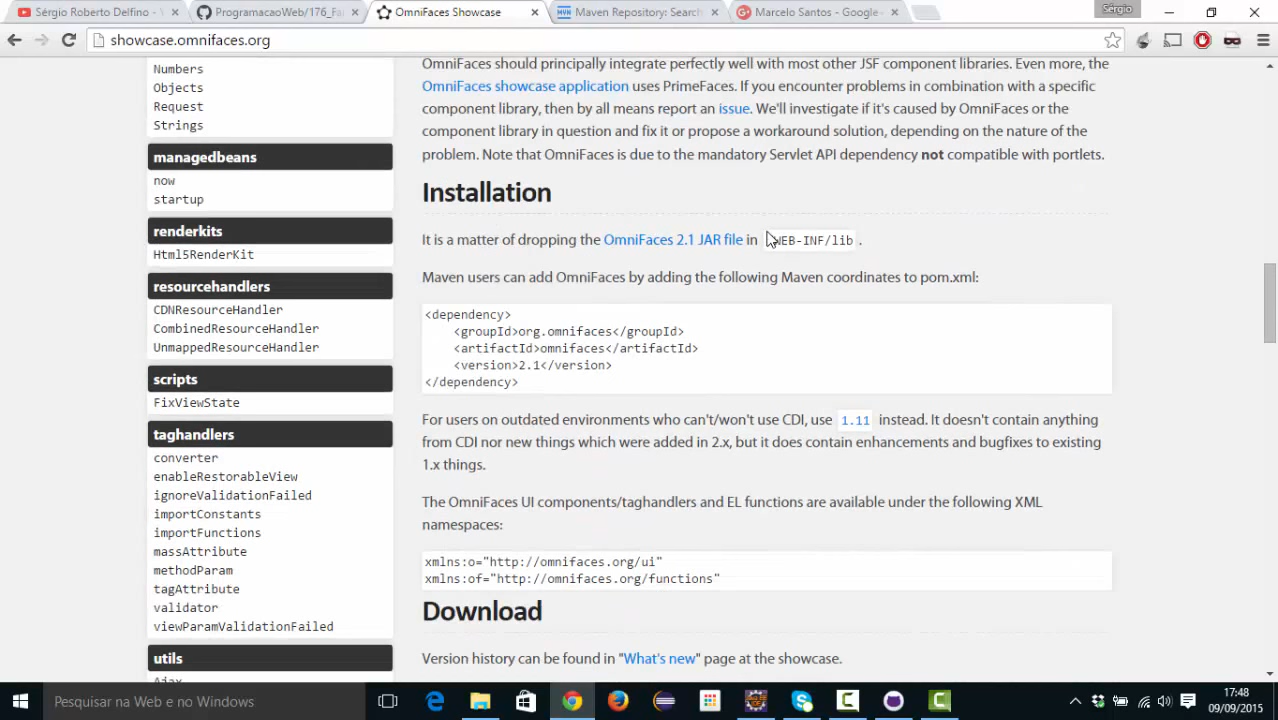 Sérgio Roberto Delfino -
ProgramacaoWeb/176_Fa
OmniFaces Showcase
Maven Repository: Search
Marcelo Santos - Google+
Sérgio
showcase.omnifaces.org
Numbers
Objects
Request
Strings
managedbeans
now
startup
renderkits
Html5RenderKit
resourcehandlers
CDNResourceHandler
CombinedResourceHandler
UnmappedResourceHandler
scripts
FixViewState
taghandlers
converter
enableRestorableView
ignoreValidationFailed
importConstants
importFunctions
massAttribute
methodParam
tagAttribute
validator
viewParamValidationFailed
utils
Ajax
OmniFaces should principally integrate perfectly well with most other JSF component libraries. Even more, the
OmniFaces showcase application uses PrimeFaces. If you encounter problems in combination with a specific
component library, then by all means report an issue. We'll investigate if it's caused by OmniFaces or the
component library in question and fix it or propose a workaround solution, depending on the nature of the
problem. Note that OmniFaces is due to the mandatory Servlet API dependency not compatible with portlets.
Installation
It is a matter of dropping the OmniFaces 2.1 JAR file in /WEB-INF/lib .
Maven users can add OmniFaces by adding the following Maven coordinates to pom.xml:
<dependency>
<groupId>org.omnifaces</groupId>
<artifactId>omnifaces</artifactId>
<version>2.1</version>
</dependency>
For users on outdated environments who can't/won't use CDI, use 1.11 instead. It doesn't contain anything
from CDI nor new things which were added in 2.x, but it does contain enhancements and bugfixes to existing
1.x things.
The OmniFaces UI components/taghandlers and EL functions are available under the following XML
namespaces:
xmlns:o="http://omnifaces.org/ui"
xmlns:of="http://omnifaces.org/functions"
Download
Version history can be found in "What's new" page at the showcase.
Pesquisar na Web e no Windows
17:48
09/09/2015